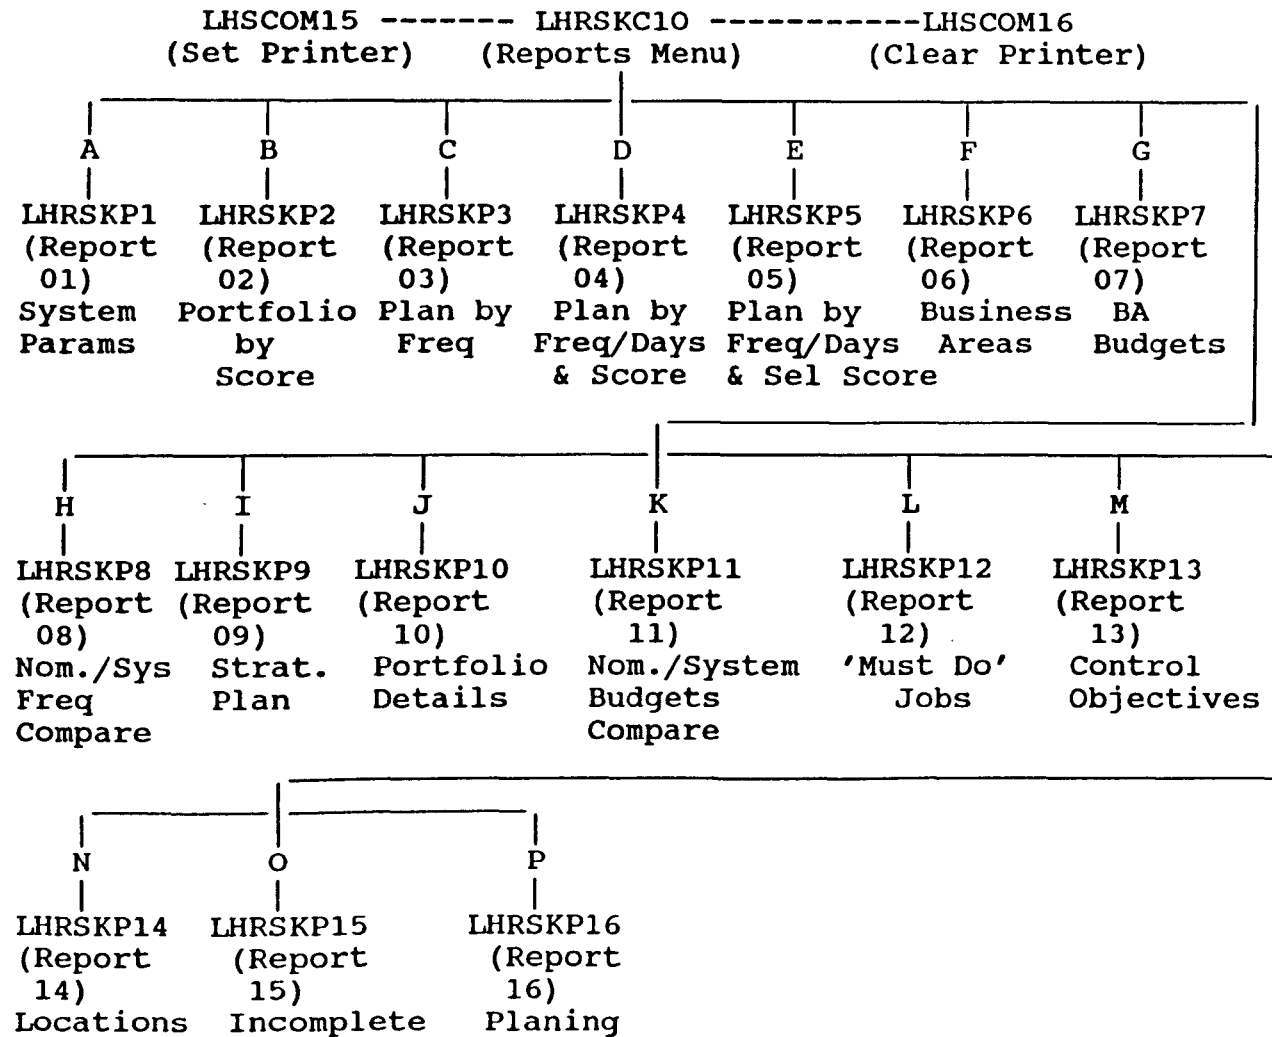 LHSCOM15 ------- LHRSKC10 -----------LHSCOM16
(Set Printer) (Reports Menu) (Clear Printer)
A B C D E F G
LHRSKP1 LHRSKP2 LHRSKP3 LHRSKP4 LHRSKP5 LHRSKP6 LHRSKP7
(Report (Report (Report (Report (Report (Report (Report
01) 02) 03) 04) 05) 06) 07)
System Portfolio Plan by Plan by Plan by Business BA
Params by Freq Freq/Days Freq/Days Areas Budgets
Score & Score & Sel Score
H I J K L M
LHRSKP8 LHRSKP9 LHRSKP10 LHRSKP11 LHRSKP12 LHRSKP13
(Report (Report (Report (Report (Report (Report
08) 09) 10) 11) 12) 13)
Nom./Sys Strat. Portfolio Nom./System 'Must Do' Control
Freq Plan Details Budgets Jobs Objectives
Compare Compare
N O P
LHRSKP14 LHRSKP15 LHRSKP16
(Report (Report (Report
14) 15) 16)
Locations Incomplete Planing